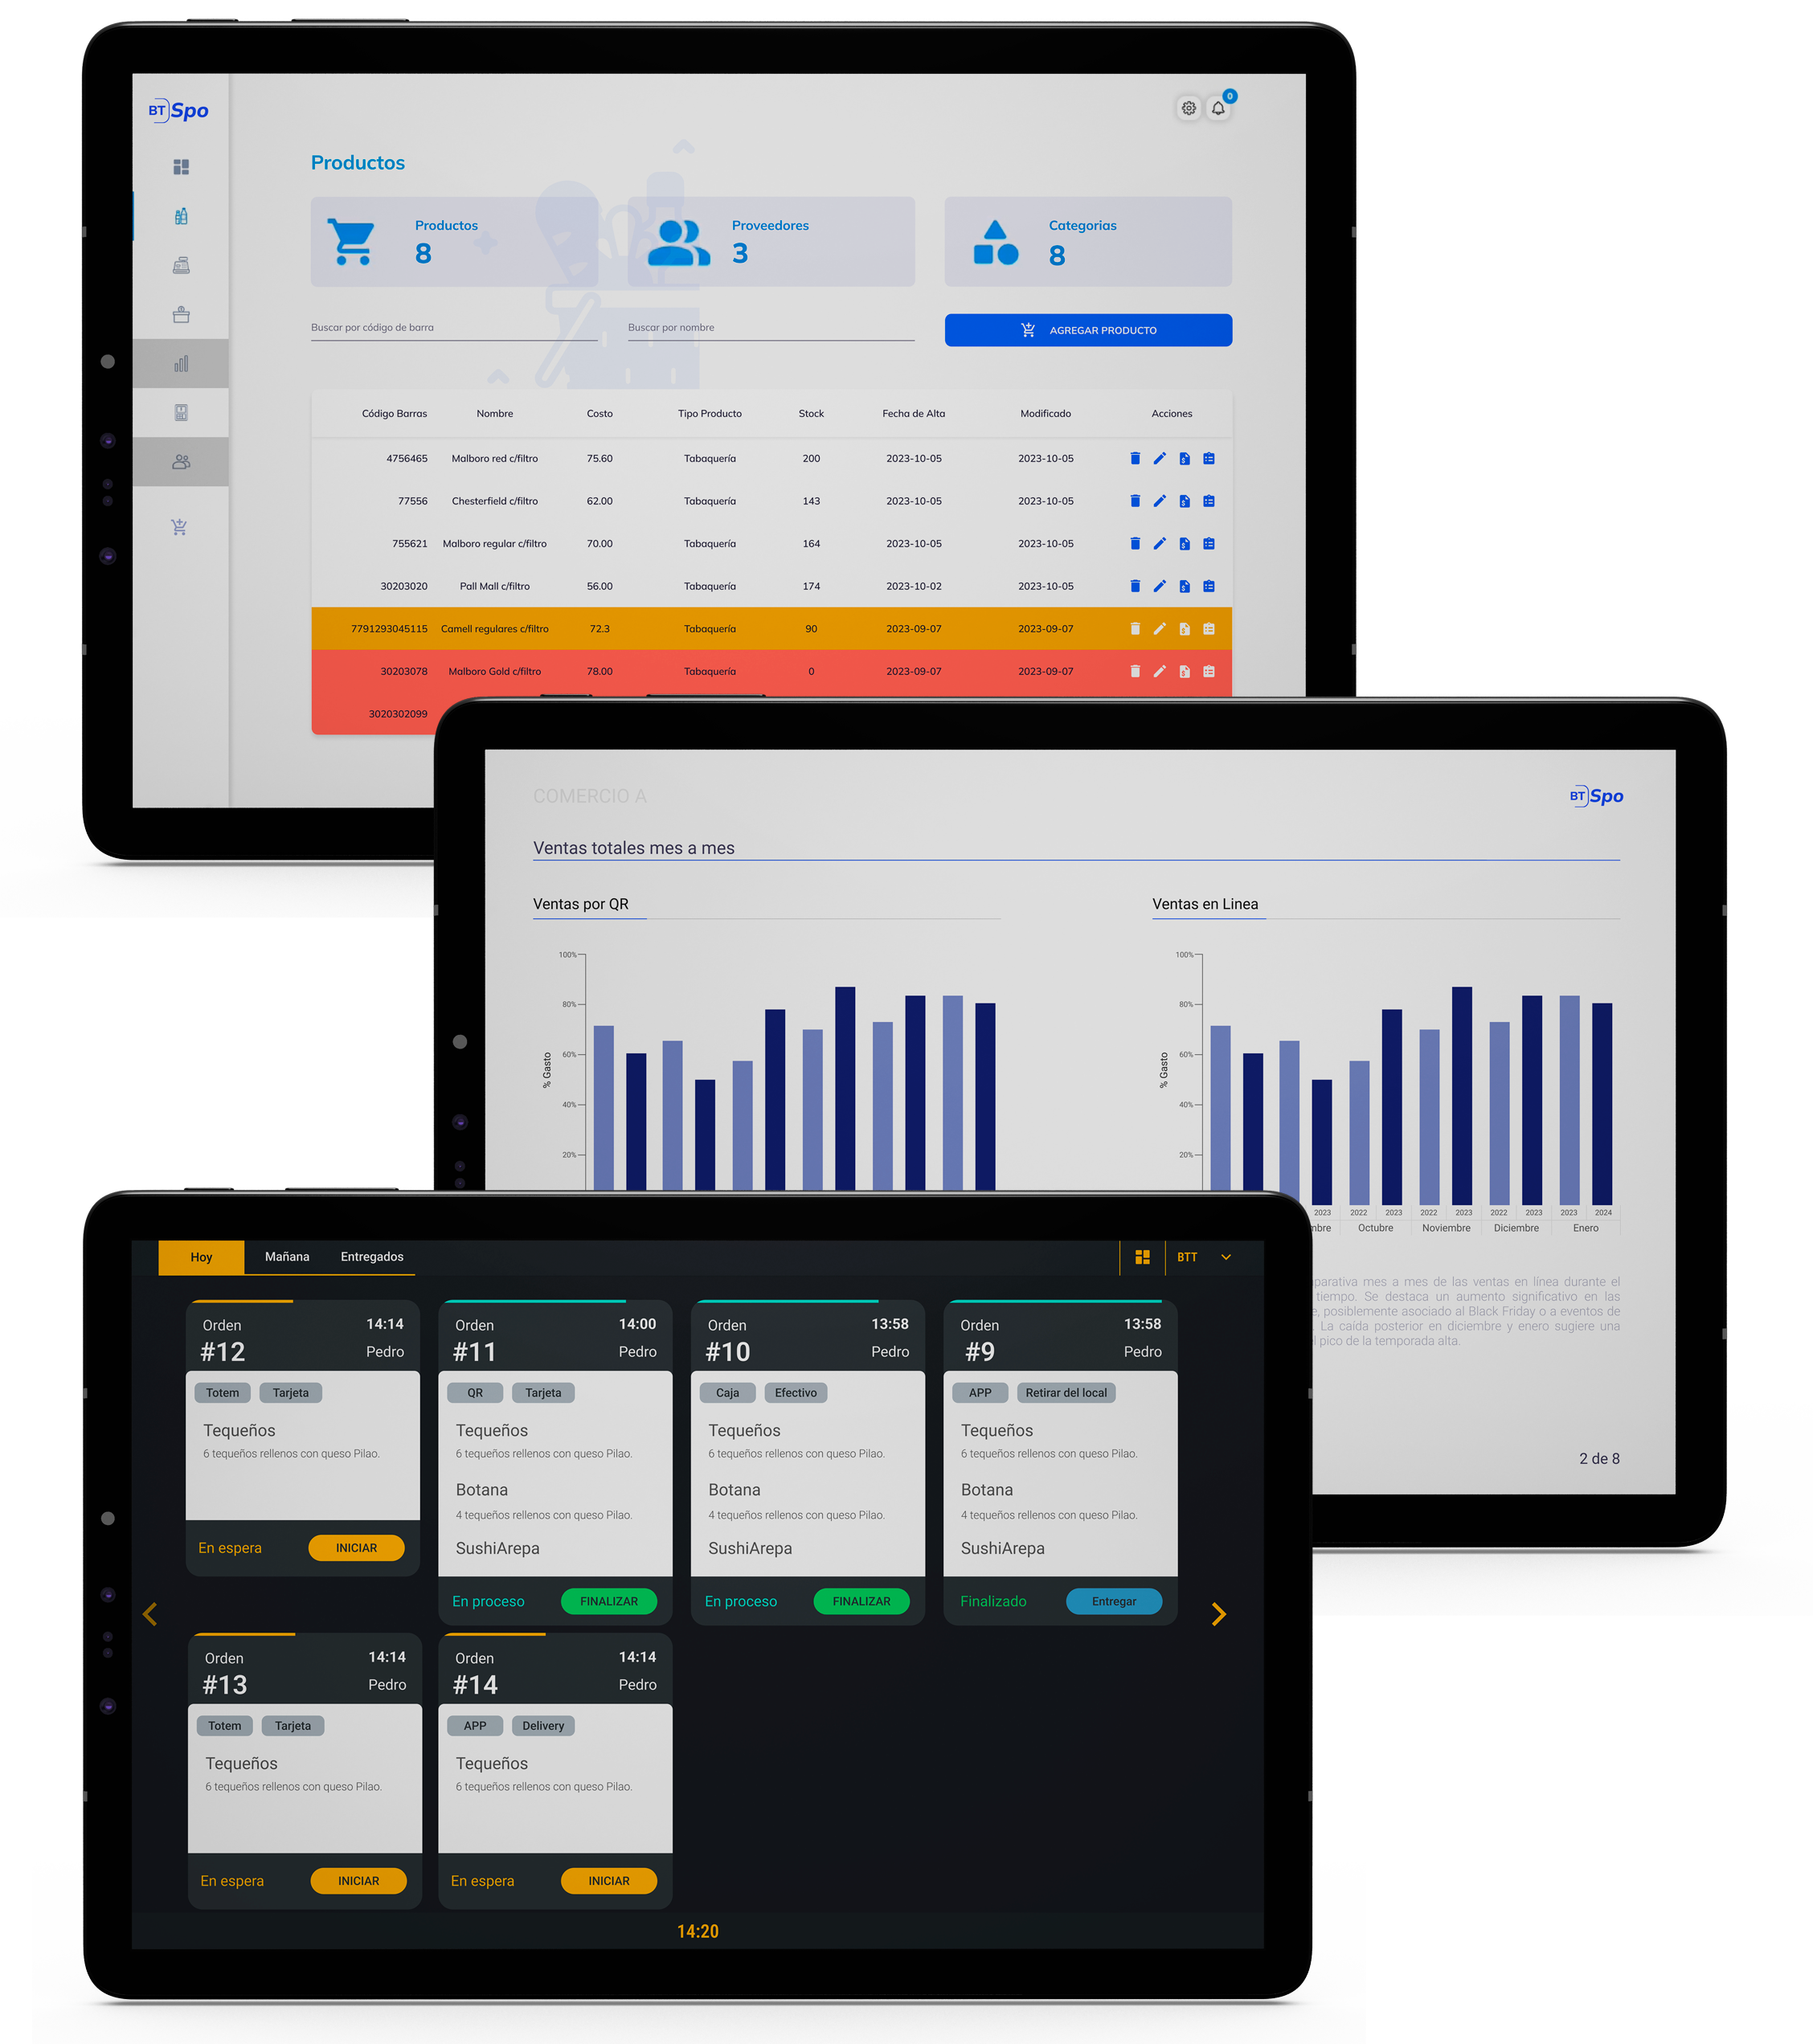 BT Spo
0
Productos
Productos
8
Proveedores
3
Categorias
8
Buscar por código de barra
Buscar por nombre
AGREGAR PRODUCTO
Código Barras Nombre Costo Tipo Producto Stock Fecha de Alta Modificado Acciones
4756465 Malboro red c/filtro 75.60 Tabaquería 200 2023-10-05 2023-10-05
77556 Chesterfield c/filtro 62.00 Tabaquería 143 2023-10-05 2023-10-05
755621 Malboro regular c/filtro 70.00 Tabaquería 164 2023-10-05 2023-10-05
30203020 Pall Mall c/filtro 56.00 Tabaquería 174 2023-10-02 2023-10-05
7791293045115 Camell regulares c/filtro 72.3 Tabaquería 90 2023-09-07 2023-09-07
30203078 Malboro Gold c/filtro 78.00 Tabaquería 0 2023-09-07 2023-09-07
3020302099
COMERCIO A
BT Spo
Ventas totales mes a mes
Ventas por QR
100%
80%
60%
40%
20%
% Gasto
Ventas en Linea
100%
80%
60%
40%
20%
% Gasto
2023 2022 2023 2022 2023 2022 2023 2023 2024
nbre Octubre Noviembre Diciembre Enero
parativa mes a mes de las ventas en línea durante el
tiempo. Se destaca un aumento significativo en las
e, posiblemente asociado al Black Friday o a eventos de
. La caída posterior en diciembre y enero sugiere una
l pico de la temporada alta.
2 de 8
Hoy Mañana Entregados
BTT
Orden 14:14
#12 Pedro
Totem Tarjeta
Tequeños
6 tequeños rellenos con queso Pilao.
En espera INICIAR
Orden 14:00
#11 Pedro
QR Tarjeta
Tequeños
6 tequeños rellenos con queso Pilao.
Botana
4 tequeños rellenos con queso Pilao.
SushiArepa
En proceso FINALIZAR
Orden 13:58
#10 Pedro
Caja Efectivo
Tequeños
6 tequeños rellenos con queso Pilao.
Botana
4 tequeños rellenos con queso Pilao.
SushiArepa
En proceso FINALIZAR
Orden 13:58
#9 Pedro
APP Retirar del local
Tequeños
6 tequeños rellenos con queso Pilao.
Botana
4 tequeños rellenos con queso Pilao.
SushiArepa
Finalizado Entregar
Orden 14:14
#13 Pedro
Totem Tarjeta
Tequeños
6 tequeños rellenos con queso Pilao.
En espera INICIAR
Orden 14:14
#14 Pedro
APP Delivery
Tequeños
6 tequeños rellenos con queso Pilao.
En espera INICIAR
14:20